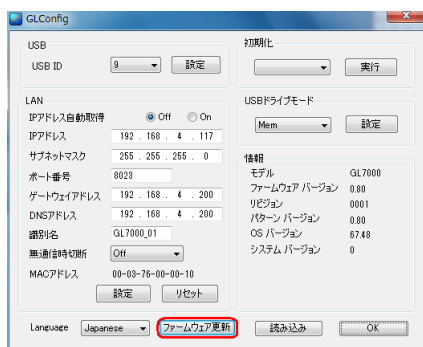 GLConfig
USB
USB ID 9 設定
LAN
IPアドレス自動取得 Off On
IPアドレス 192 . 168 . 4 . 117
サブネットマスク 255 . 255 . 255 . 0
ポート番号 8023
ゲートウェイアドレス 192 . 168 . 4 . 200
DNSアドレス 192 . 168 . 4 . 200
識別名 GL7000_01
無通信時切断 Off
MACアドレス 00-03-76-00-00-10
設定 リセット
初期化
実行
USBドライブモード
Mem 設定
情報
モデル GL7000
ファームウェア バージョン 0.80
リビジョン 0001
パターン バージョン 0.80
OS バージョン 67.48
システム バージョン 0
Language Japanese ファームウェア更新 読み込み OK